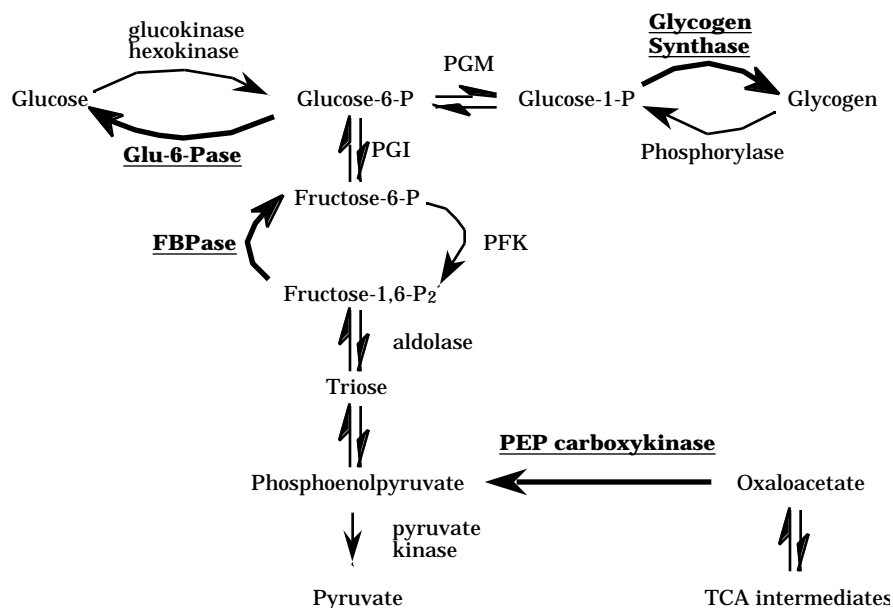 glucokinase
hexokinase
Glycogen
Synthase
PGM
Glucose
Glucose-6-P
Glucose-1-P
Glycogen
Glu-6-Pase
PGI
Phosphorylase
Fructose-6-P
FBPase
PFK
Fructose-1,6-P2
aldolase
Triose
PEP carboxykinase
Phosphoenolpyruvate
Oxaloacetate
pyruvate
kinase
Pyruvate
TCA intermediates